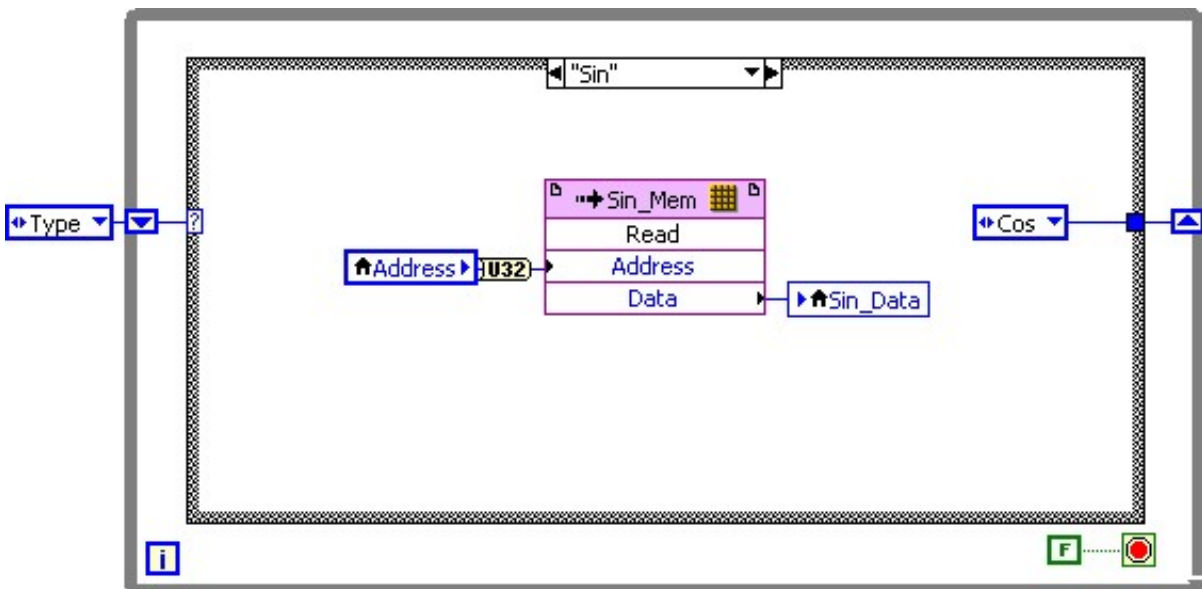 "Sin"
Sin_Mem
Read
Type
?
Cos
Address
U32
Address
Data
Sin_Data
i
F